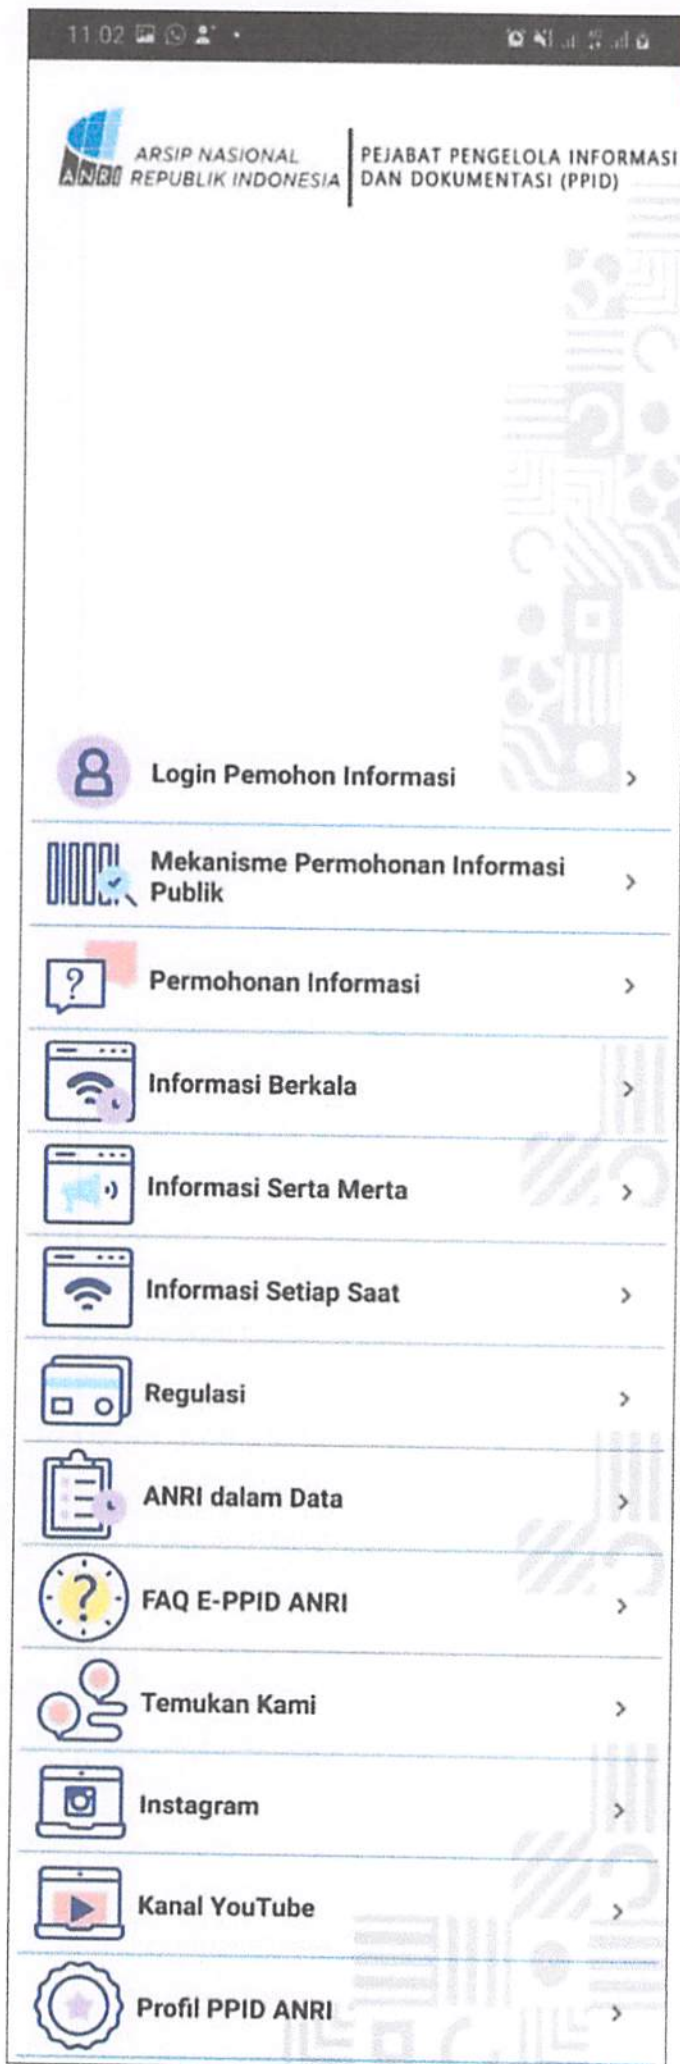 11.02
ANRI
ARSIP NASIONAL
REPUBLIK INDONESIA
PEJABAT PENGELOLA INFORMASI
DAN DOKUMENTASI (PPID)
Login Pemohon Informasi
Mekanisme Permohonan Informasi
Publik
?
Permohonan Informasi
Informasi Berkala
Informasi Serta Merta
Informasi Setiap Saat
Regulasi
ANRI dalam Data
?
FAQ E-PPID ANRI
Temukan Kami
Instagram
Kanal YouTube
Profil PPID ANRI